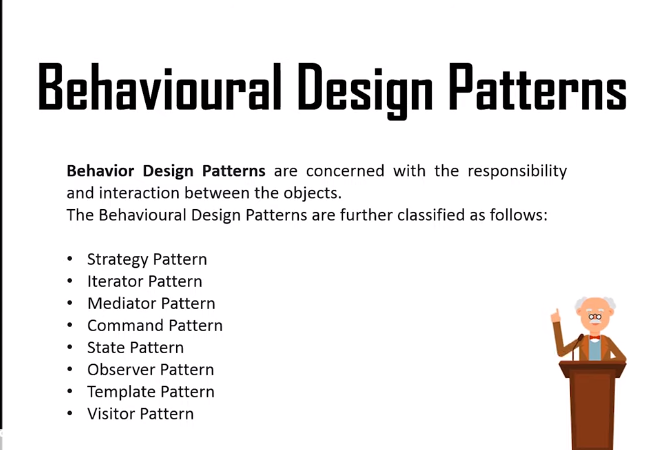 Behavioural Design Patterns
Behavior Design Patterns are concerned with the responsibility
and interaction between the objects.
The Behavioural Design Patterns are further classified as follows:
• Strategy Pattern
• Iterator Pattern
• Mediator Pattern
• Command Pattern
• State Pattern
• Observer Pattern
• Template Pattern
• Visitor Pattern